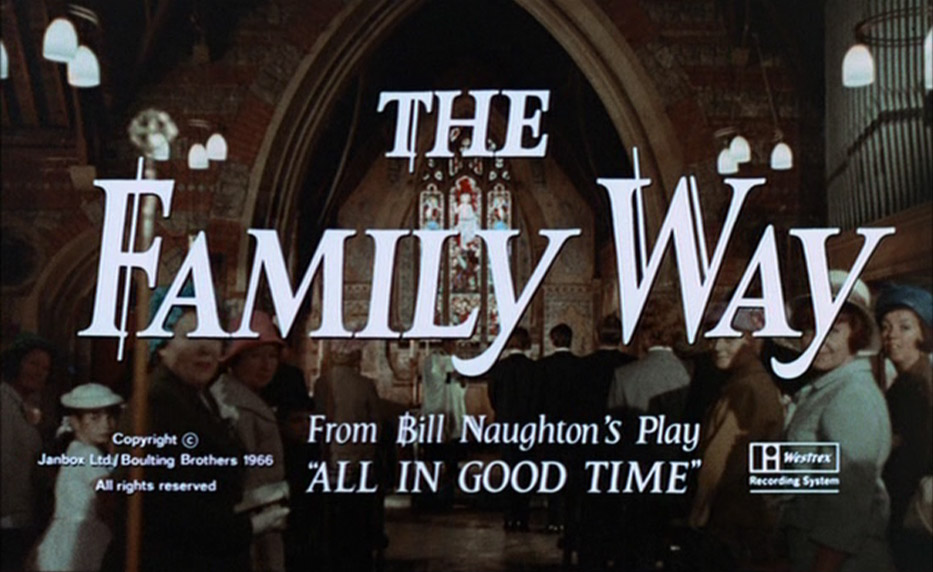 THE
FAMILY WAY
From Bill Naughton's Play
"ALL IN GOOD TIME"
Copyright ©
Janbox Ltd/Boulting Brothers 1966
All rights reserved
Westrex
Recording System